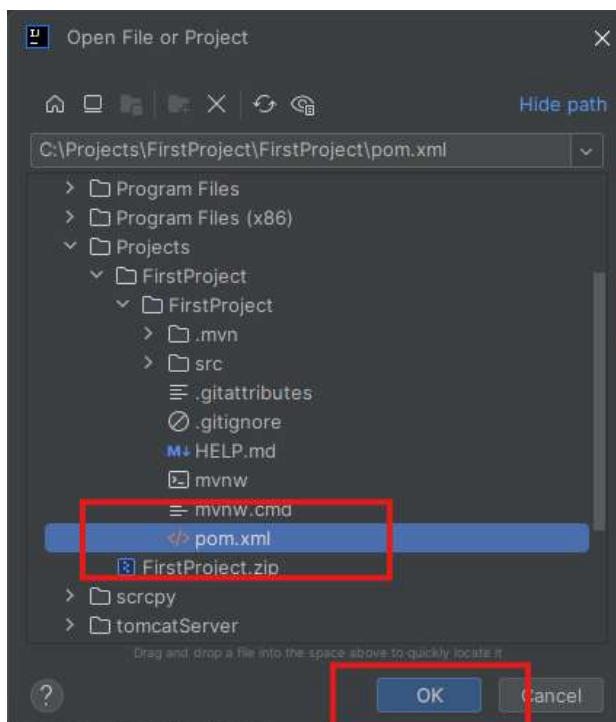 IJ
Open File or Project
Hide path
C:\Projects\FirstProject\FirstProject\pom.xml
Program Files
Program Files (x86)
Projects
FirstProject
FirstProject
.mvn
src
.gitattributes
.gitignore
M↓ HELP.md
mvnw
mvnw.cmd
</> pom.xml
FirstProject.zip
scrcpy
tomcatServer
Drag and drop a file into the space above to quickly locate it
? OK Cancel